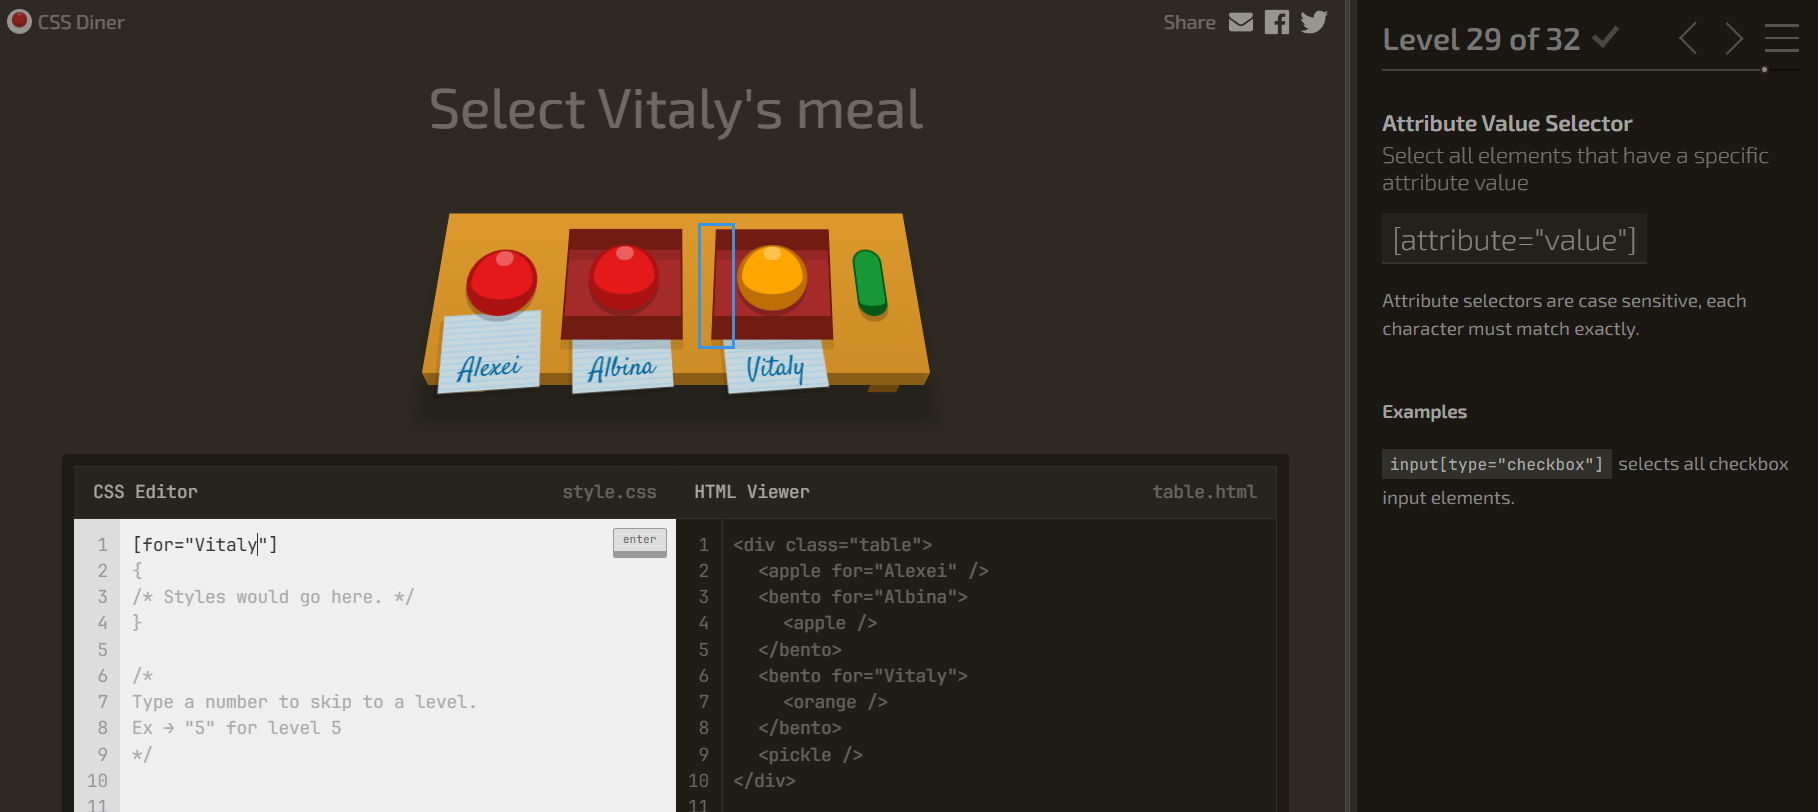 CSS Diner
Share
Select Vitaly's meal
Alexei
Albina
Vitaly
CSS Editor style.css
1 [for="Vitaly"]
enter
2 {
3 /* Styles would go here. */
4 }
5
6 /*
7 Type a number to skip to a level.
8 Ex → "5" for level 5
9 */
10
11
HTML Viewer table.html
1 <div class="table">
2 <apple for="Alexei" />
3 <bento for="Albina">
4 <apple />
5 </bento>
6 <bento for="Vitaly">
7 <orange />
8 </bento>
9 <pickle />
10 </div>
11
Level 29 of 32
Attribute Value Selector
Select all elements that have a specific
attribute value
[attribute="value"]
Attribute selectors are case sensitive, each
character must match exactly.
Examples
input[type="checkbox"] selects all checkbox
input elements.